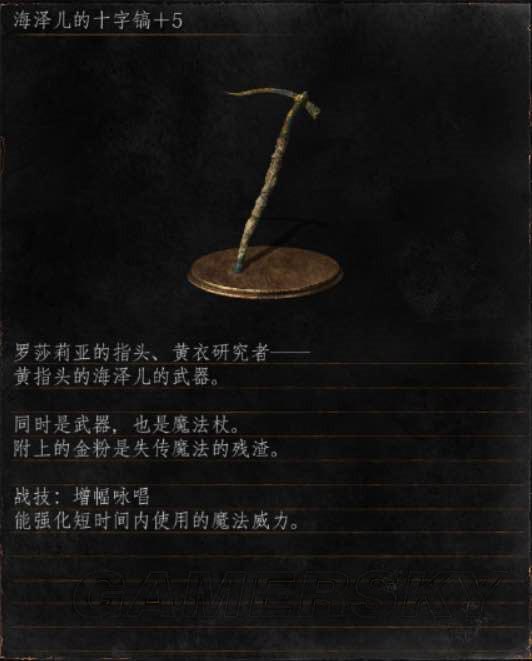 海泽儿的十字镐＋5
罗莎莉亚的指头、黄衣研究者——
黄指头的海泽儿的武器。
同时是武器，也是魔法杖。
附上的金粉是失传魔法的残渣。
战技：增幅咏唱
能强化短时间内使用的魔法威力。
GAMERSKY